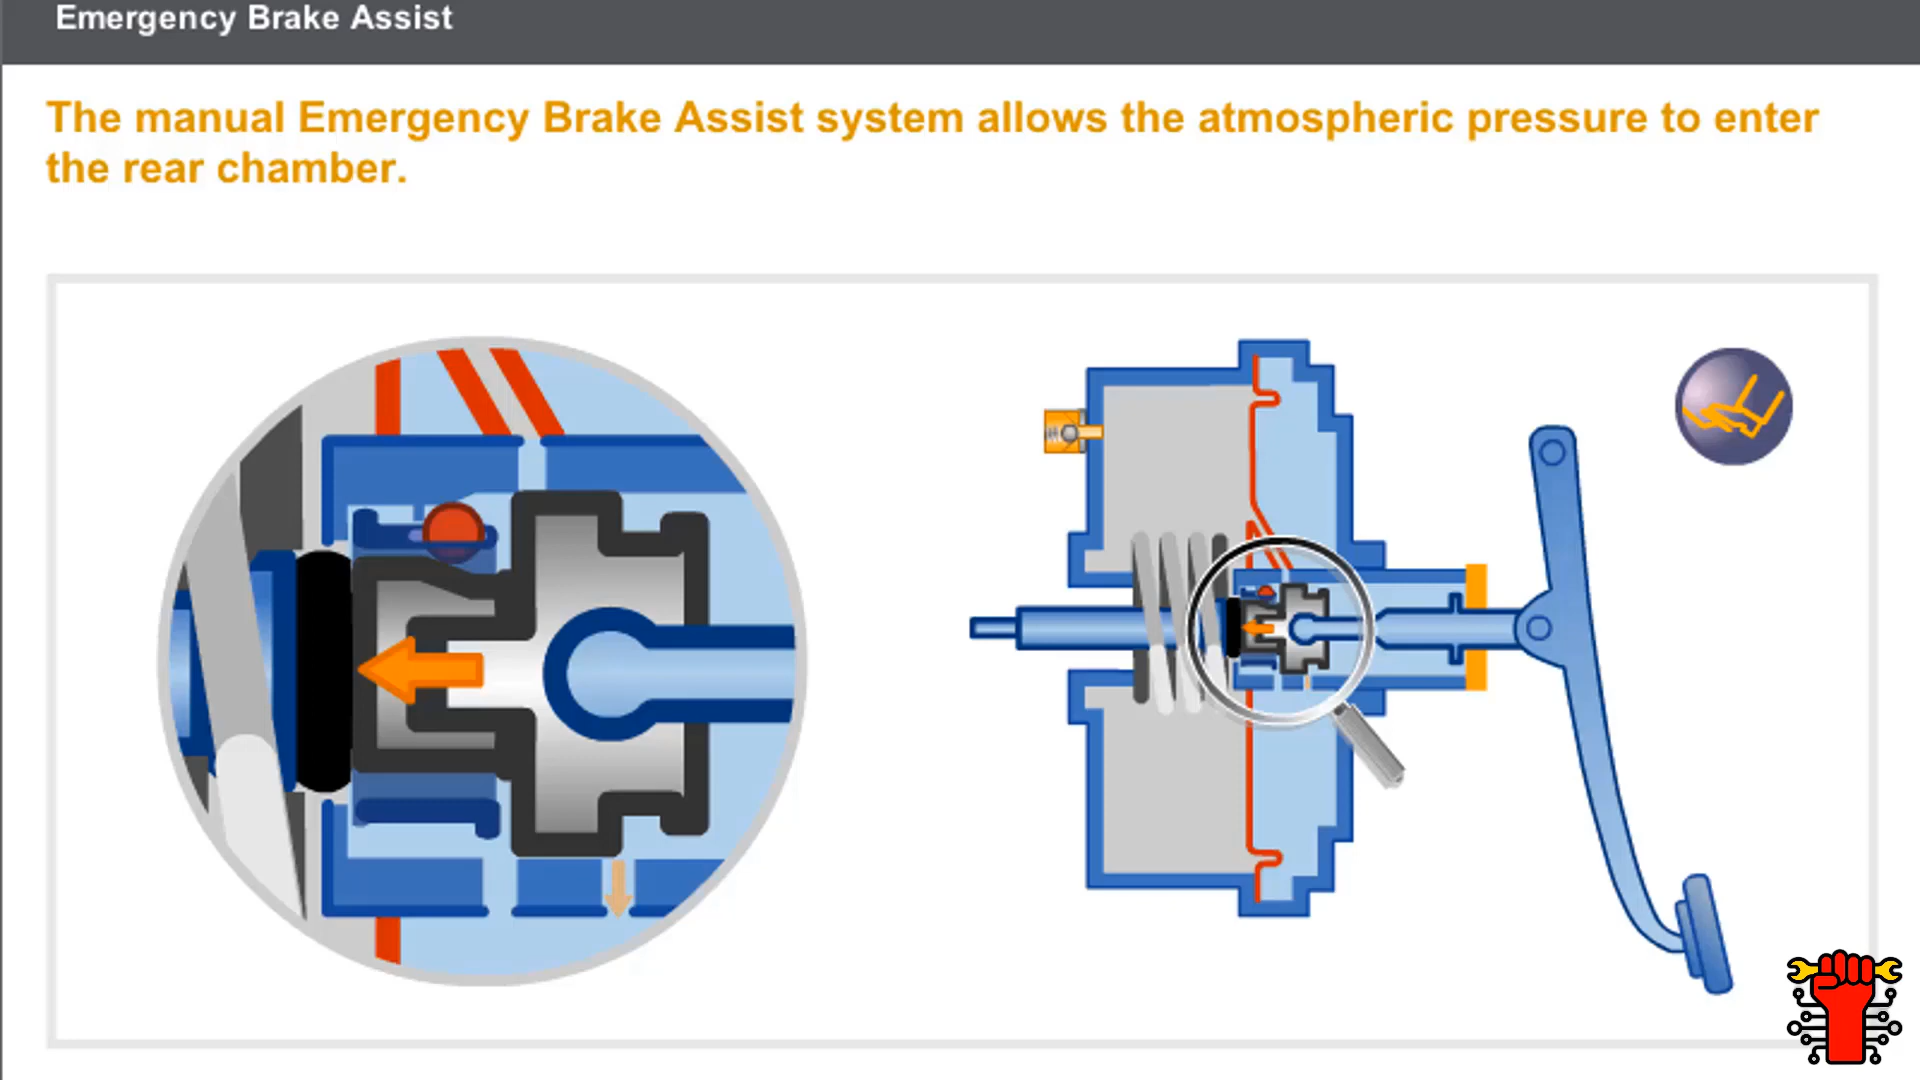 Emergency Brake Assist
The manual Emergency Brake Assist system allows the atmospheric pressure to enter
the rear chamber.